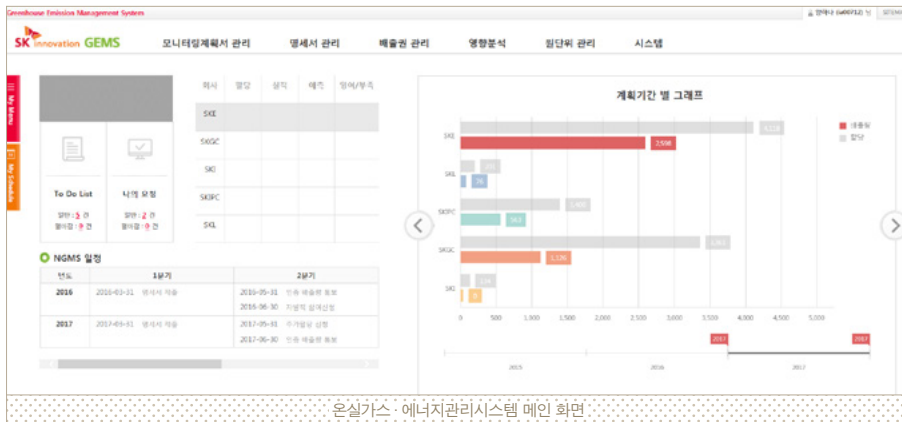 Greenhouse Emission Management System
SK innovation GEMS
모니터링계획서 관리 명세서 관리 배출권 관리 영향분석 원단위 관리 시스템
My Menu
My Schedule
회사 할당 실적 예측 잉여/부족
SKE
SKGC
SKI
SKIPC
SKL
To Do List 나의 요청
NGMS 일정
년도 1분기 2분기
2016 2016-03-31 명세서 제출 2016-05-31 인증 배출량 통보
2016-06-30
2017 2017-03-31 명세서 제출 2017-05-31
2017-06-30 인증 배출량 통보
계획기간 별 그래프
배출량
할당
SKE
2,598
SKL
76
SKIPC
563
SKGC
1,126
SKI
0 500 1,000 1,500 2,000 2,500 3,000 3,500 4,000 4,500 5,000
2017 2017
2015 2016 2017
온실가스 · 에너지관리시스템 메인 화면